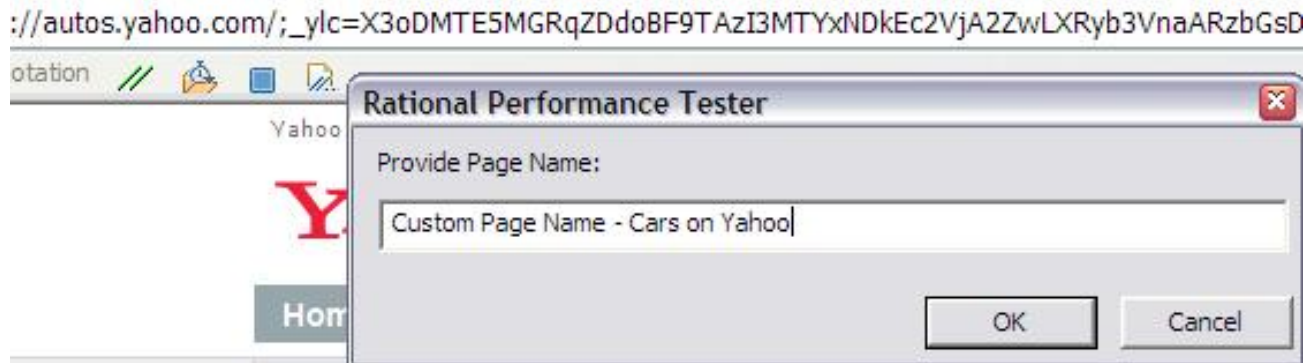 ://autos.yahoo.com/;_ylc=X3oDMTE5MGRqZDdoBF9TAzI3MTYxNDkEc2VjA2ZwLXRyb3VnaARzbGsD
otation
Rational Performance Tester
Yahoo
Provide Page Name:
Y
Custom Page Name - Cars on Yahoo
Hom
OK Cancel